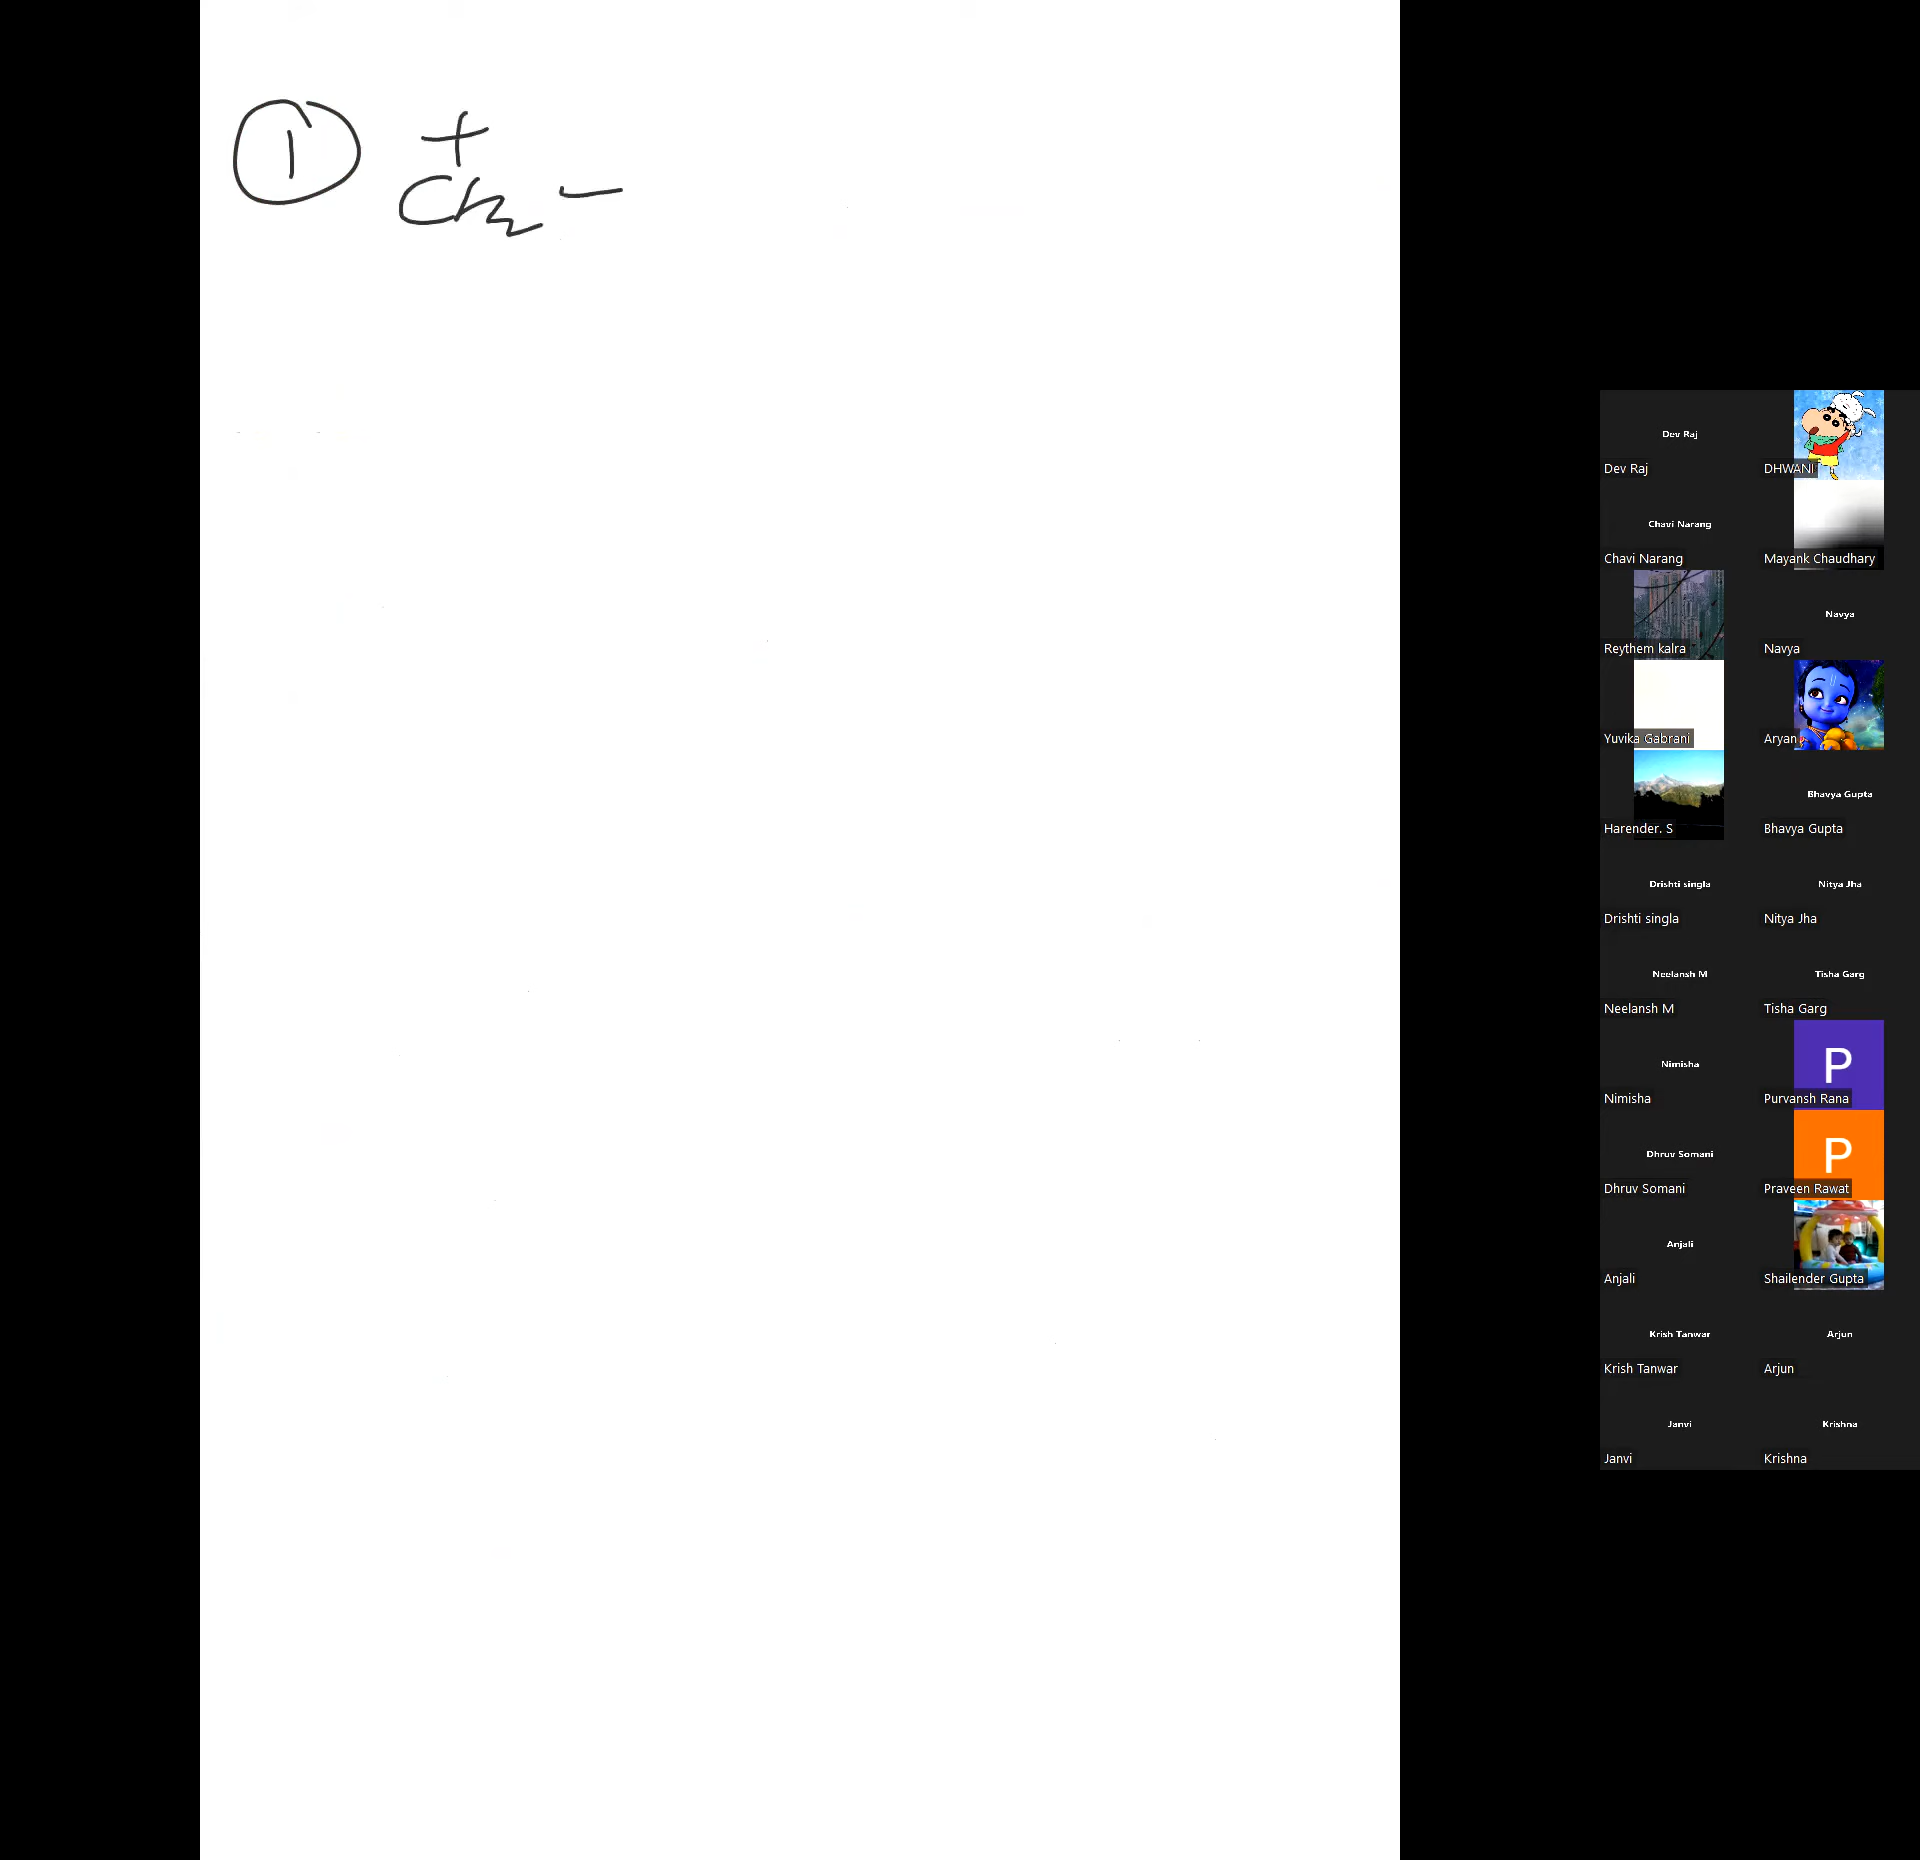 ① +
CH2 –
Dev Raj
Dev Raj
DHWANI
Chavi Narang
Chavi Narang
Mayank Chaudhary
Reythem kalra
Navya
Navya
Yuvika Gabrani
Aryan
Harender. S
Bhavya Gupta
Bhavya Gupta
Drishti singla
Drishti singla
Nitya Jha
Nitya Jha
Neelansh M
Neelansh M
Tisha Garg
Tisha Garg
Nimisha
Nimisha
P
Purvansh Rana
Dhruv Somani
Dhruv Somani
P
Praveen Rawat
Anjali
Anjali
Shailender Gupta
Krish Tanwar
Krish Tanwar
Arjun
Arjun
Janvi
Janvi
Krishna
Krishna